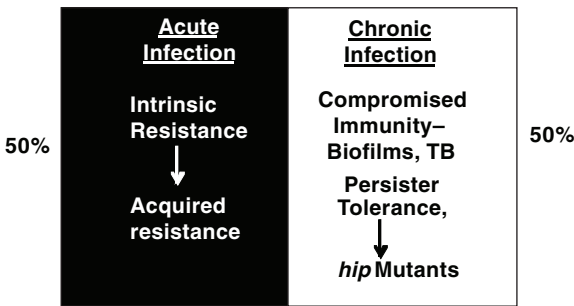 50%
Acute
Infection
Intrinsic
Resistance
Acquired
resistance
Chronic
Infection
Compromised
Immunity–
Biofilms, TB
Persister
Tolerance,
hip Mutants
50%